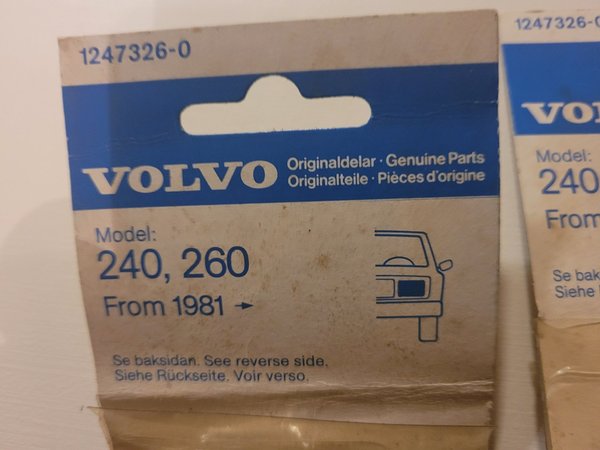 1247326-0
VOLVO
Originaldelar · Genuine Parts
Originalteile · Pièces d'origine
Model:
240, 260
From 1981 →
Se baksidan. See reverse side.
Siehe Rückseite. Voir verso.
1247326-0
VO
Model:
240
From
Se bak
Siehe